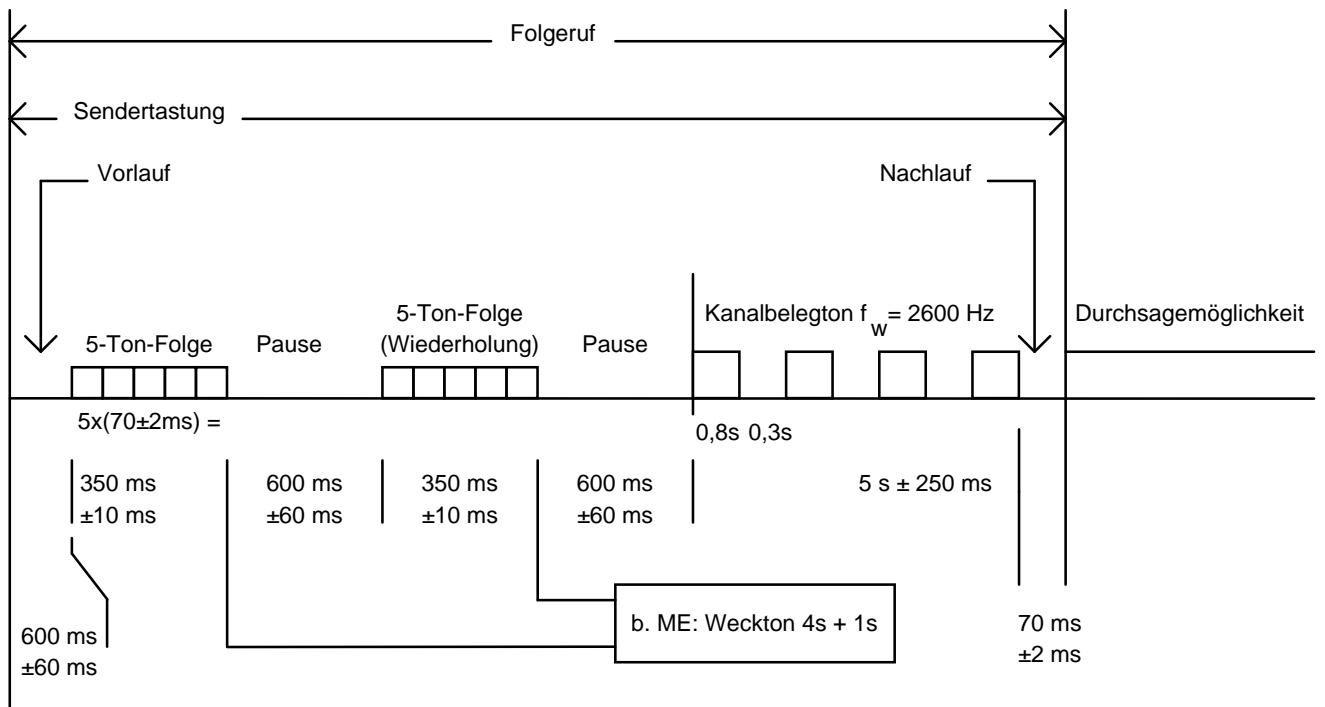 Folgeruf
Sendertastung
Vorlauf
Nachlauf
5-Ton-Folge
Pause
5-Ton-Folge
(Wiederholung)
Pause
Kanalbelegton f w = 2600 Hz
Durchsagemöglichkeit
5x(70±2ms) =
0,8s 0,3s
350 ms
±10 ms
600 ms
±60 ms
350 ms
±10 ms
600 ms
±60 ms
5 s ± 250 ms
600 ms
±60 ms
b. ME: Weckton 4s + 1s
70 ms
±2 ms